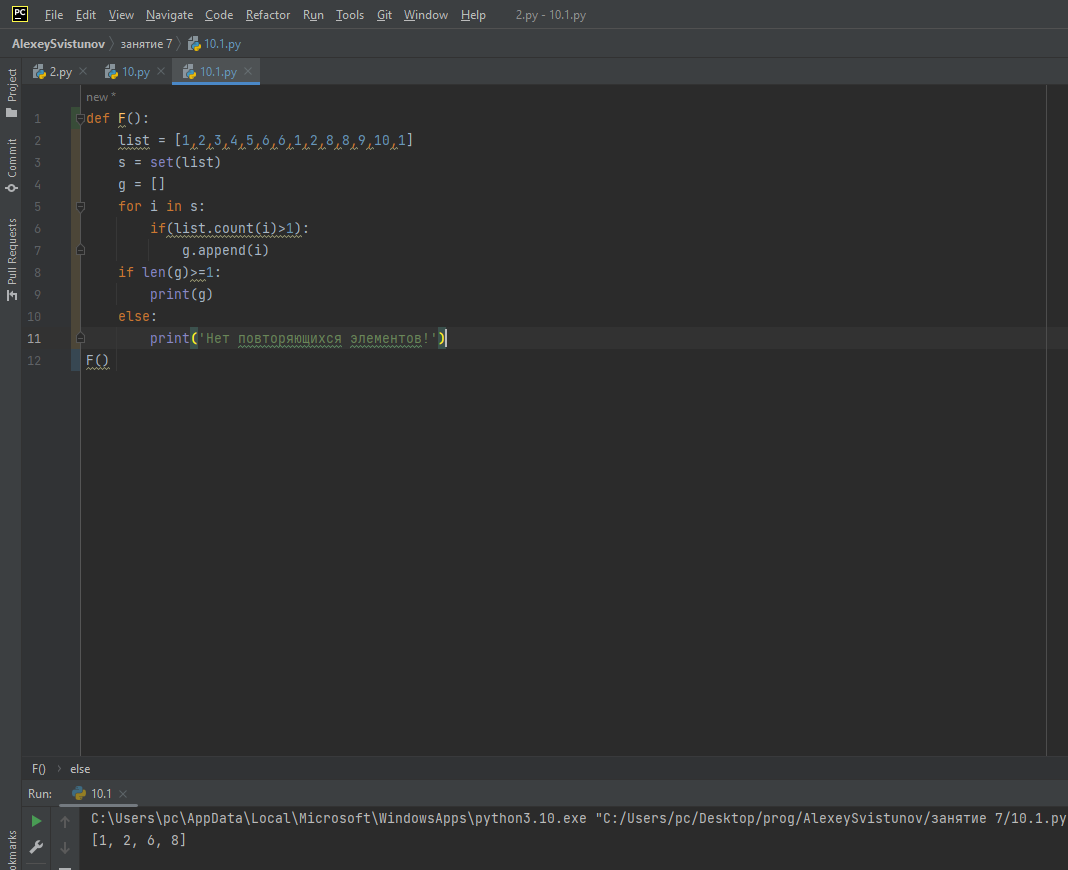 PC File Edit View Navigate Code Refactor Run Tools Git Window Help 2.py - 10.1.py
AlexeySvistunov занятие 7 10.1.py
2.py 10.py 10.1.py
Project
Commit
Pull Requests
new *
1 def F():
2 list = [1,2,3,4,5,6,6,1,2,8,8,9,10,1]
3 s = set(list)
4 g = []
5 for i in s:
6 if(list.count(i)>1):
7 g.append(i)
8 if len(g)>=1:
9 print(g)
10 else:
11 print('Нет повторяющихся элементов!')
12 F()
F() else
Run: 10.1
okmarks
C:\Users\pc\AppData\Local\Microsoft\WindowsApps\python3.10.exe "C:/Users/pc/Desktop/prog/AlexeySvistunov/занятие 7/10.1.py
[1, 2, 6, 8]